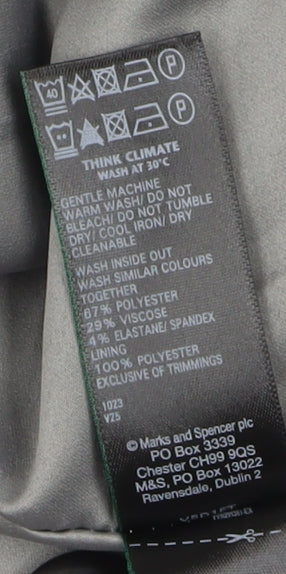 40 P
P
THINK CLIMATE
WASH AT 30°C
GENTLE MACHINE
WARM WASH/ DO NOT
BLEACH/ DO NOT TUMBLE
DRY/ COOL IRON/ DRY
CLEANABLE
WASH INSIDE OUT
WASH SIMILAR COLOURS
TOGETHER
67% POLYESTER
29% VISCOSE
4% ELASTANE/ SPANDEX
LINING
100% POLYESTER
EXCLUSIVE OF TRIMMINGS
1023
V25
© Marks and Spencer plc
PO Box 3339
Chester CH99 9QS
M&S, PO Box 13022
Ravensdale, Dublin 2